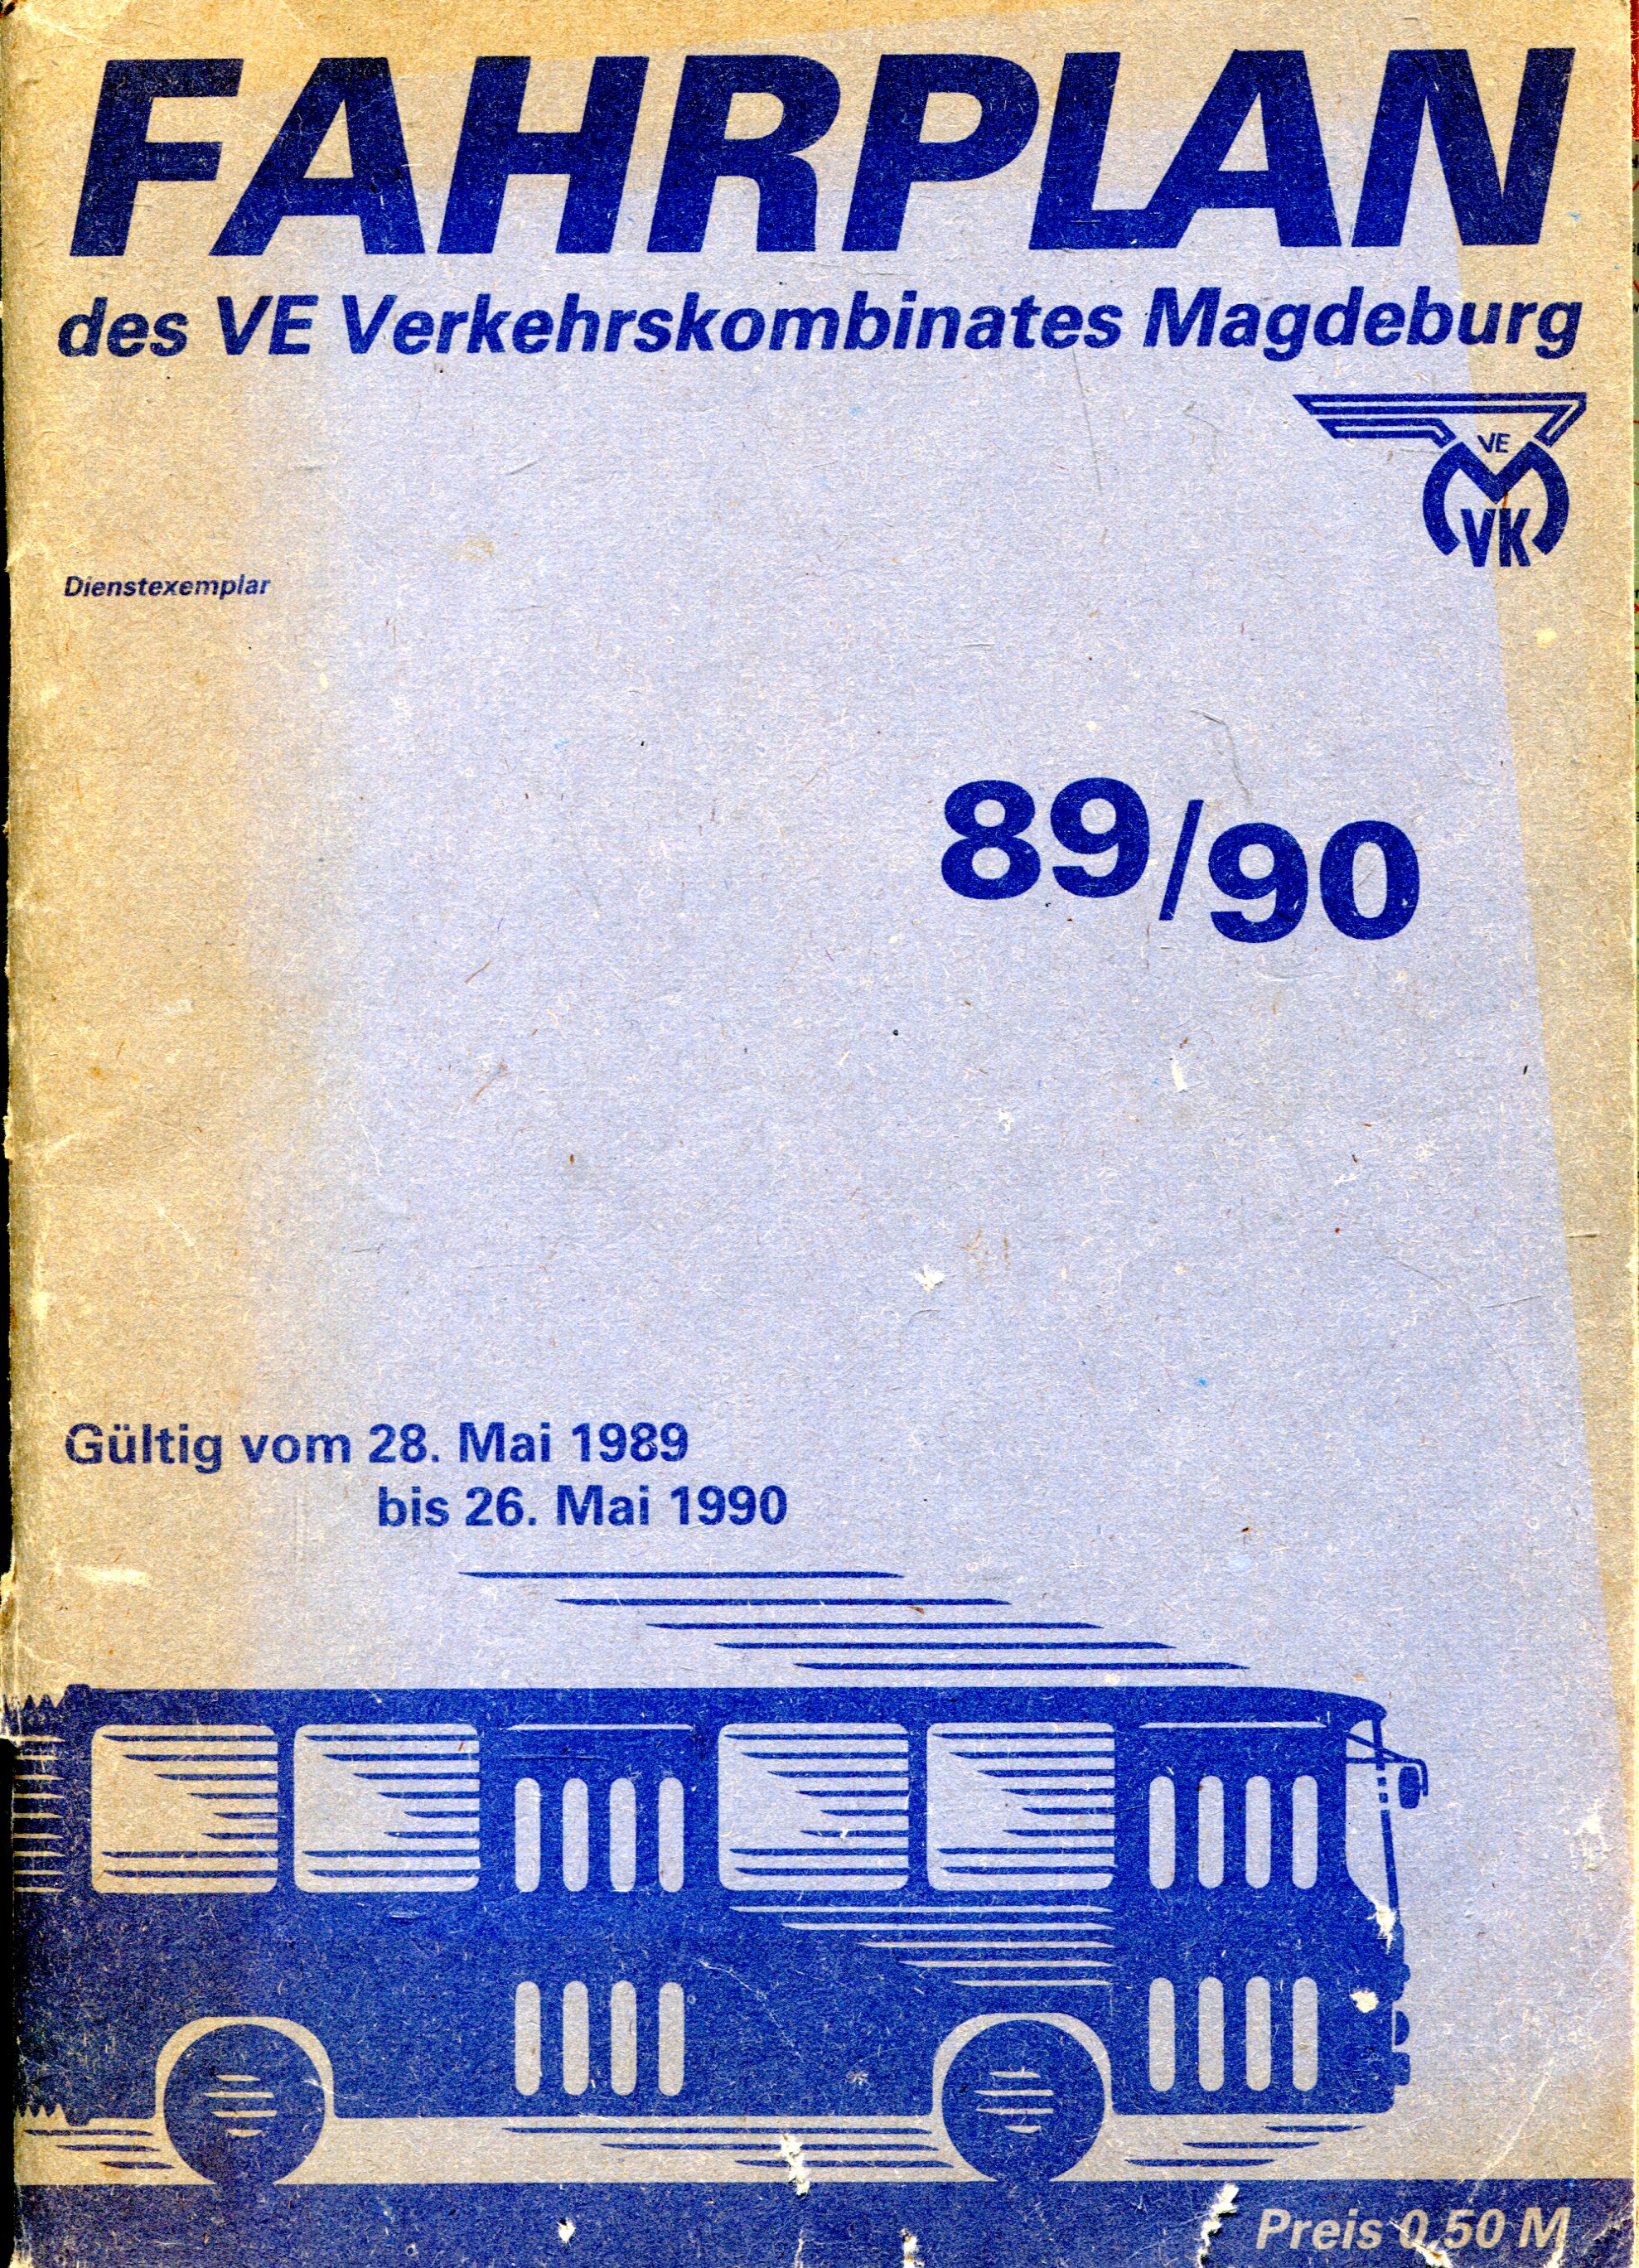 FAHRPLAN
des VE Verkehrskombinates Magdeburg
VE
M
VK
Dienstexemplar
89/90
Gültig vom 28. Mai 1989
bis 26. Mai 1990
Preis 0,50 M